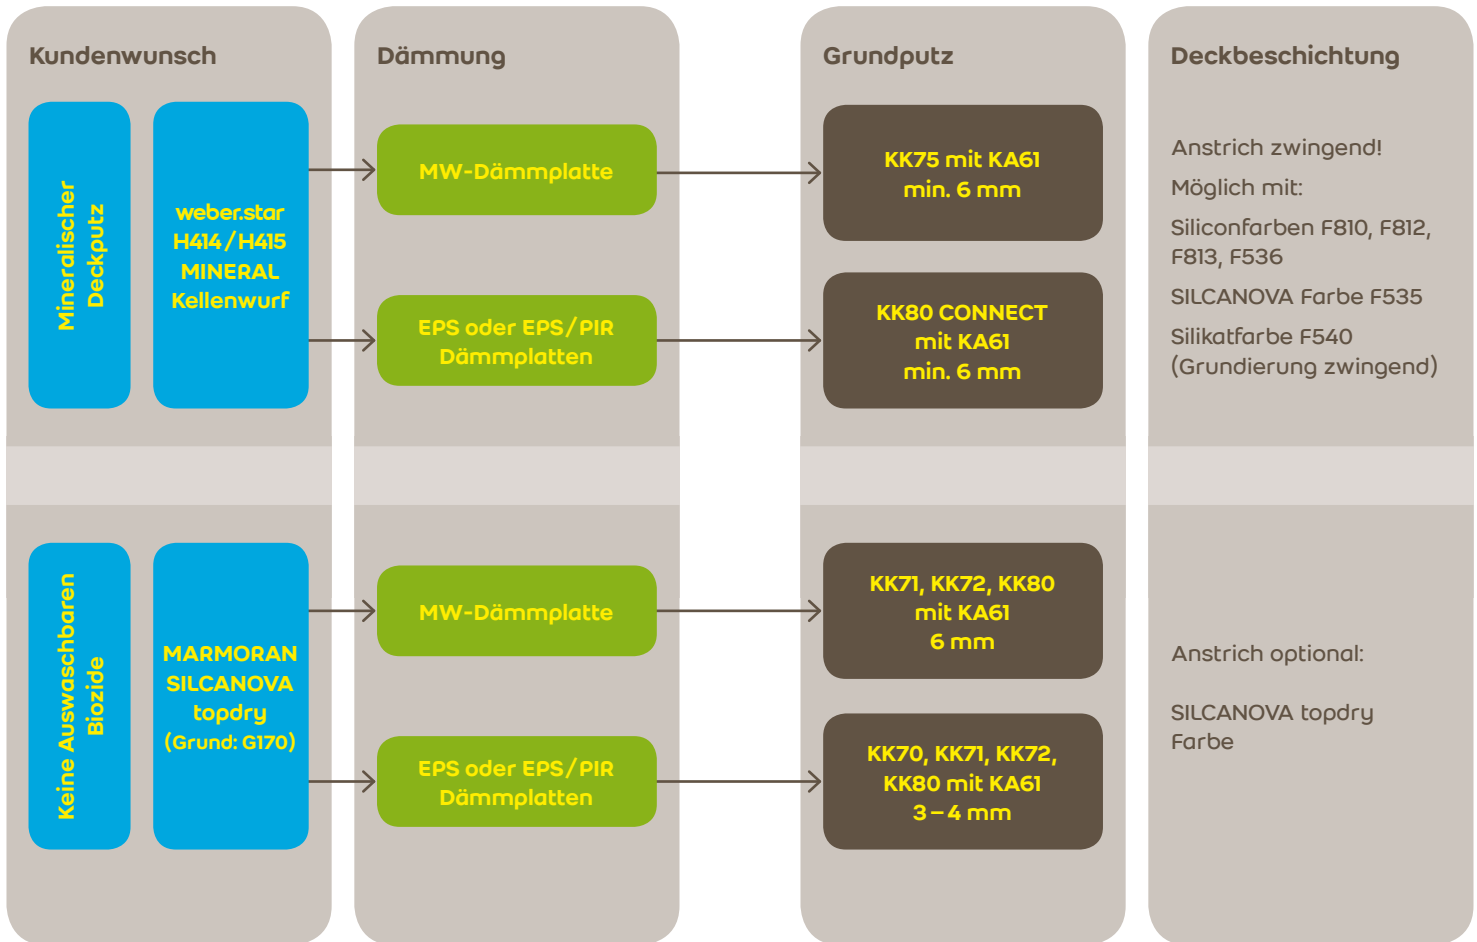 Kundenwunsch
Dämmung
Grundputz
Deckbeschichtung
Mineralischer
Deckputz
weber.star
H414 / H415
MINERAL
Kellenwurf
MW-Dämmplatte
EPS oder EPS / PIR
Dämmplatten
KK75 mit KA61
min. 6 mm
KK80 CONNECT
mit KA61
min. 6 mm
Anstrich zwingend!
Möglich mit:
Siliconfarben F810, F812,
F813, F536
SILCANOVA Farbe F535
Silikatfarbe F540
(Grundierung zwingend)
Keine Auswaschbaren
Biozide
MARMORAN
SILCANOVA
topdry
(Grund: G170)
MW-Dämmplatte
EPS oder EPS / PIR
Dämmplatten
KK71, KK72, KK80
mit KA61
6 mm
KK70, KK71, KK72,
KK80 mit KA61
3 – 4 mm
Anstrich optional:
SILCANOVA topdry
Farbe